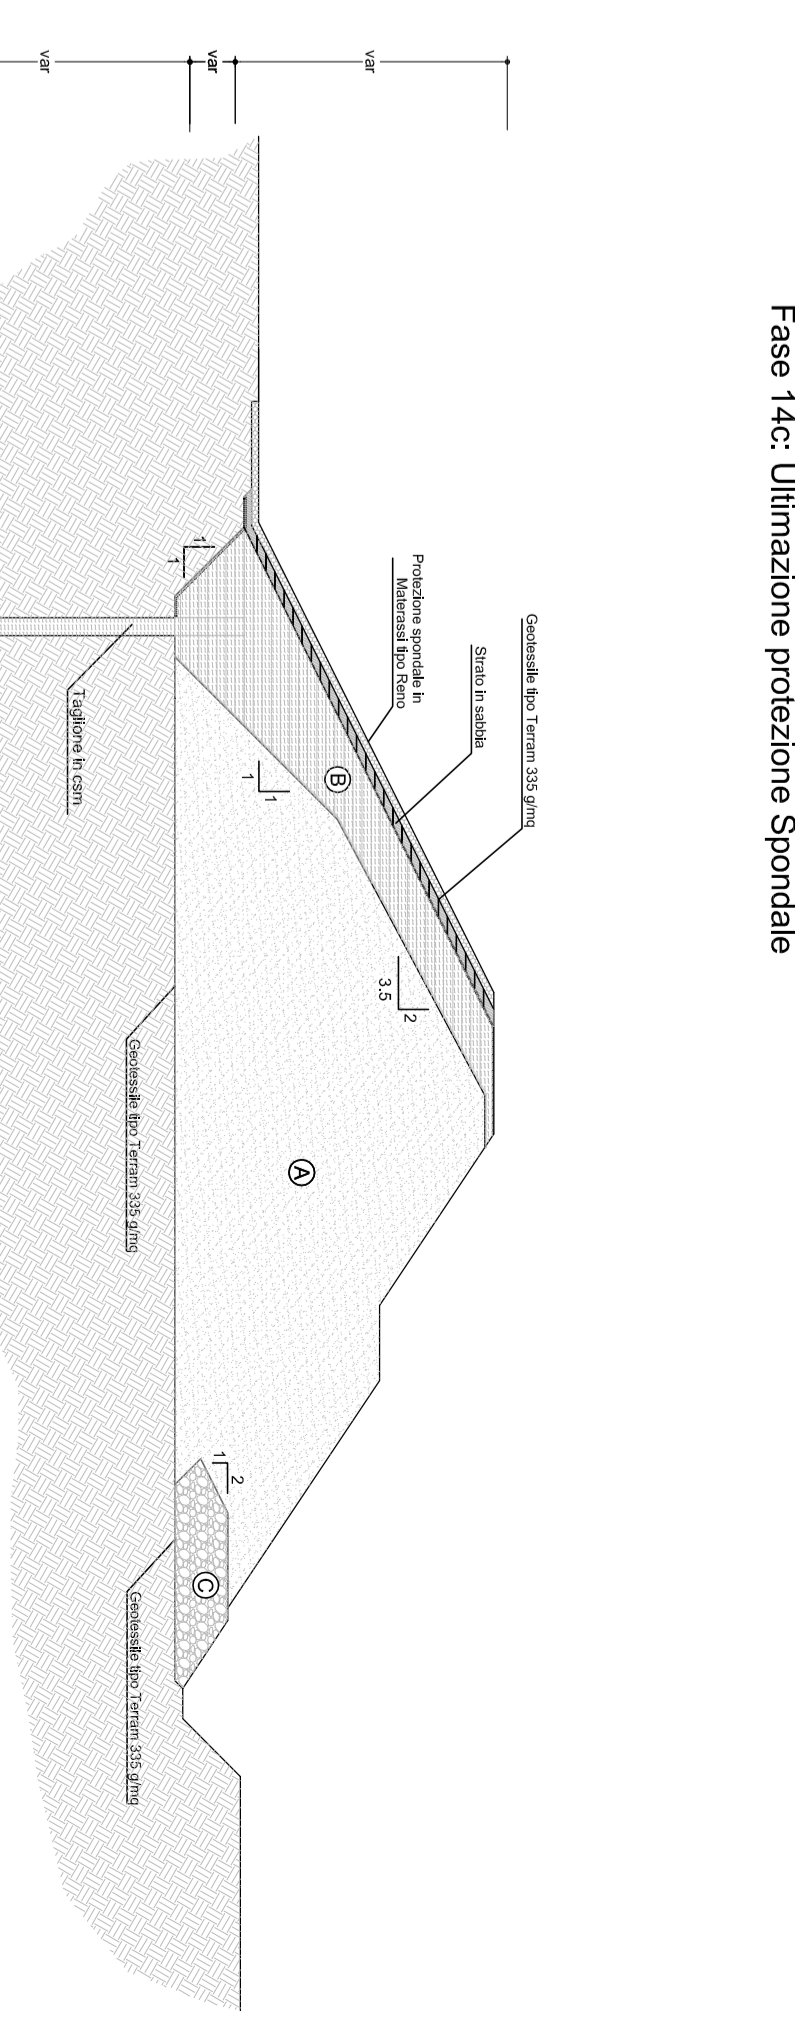 Fase 14c: Ultimazione protezione Spondale
Geotessile tipo Terram 335 g/mq
Strato in sabbia
Protezione spondale in
Materassi tipo Reno
var
var
var
B
A
C
1
1
1
1
3.5
2
1
2
Taglione in csm
Geotessile tipo Terram 335 g/mq
Geotessile tipo Terram 335 g/mq